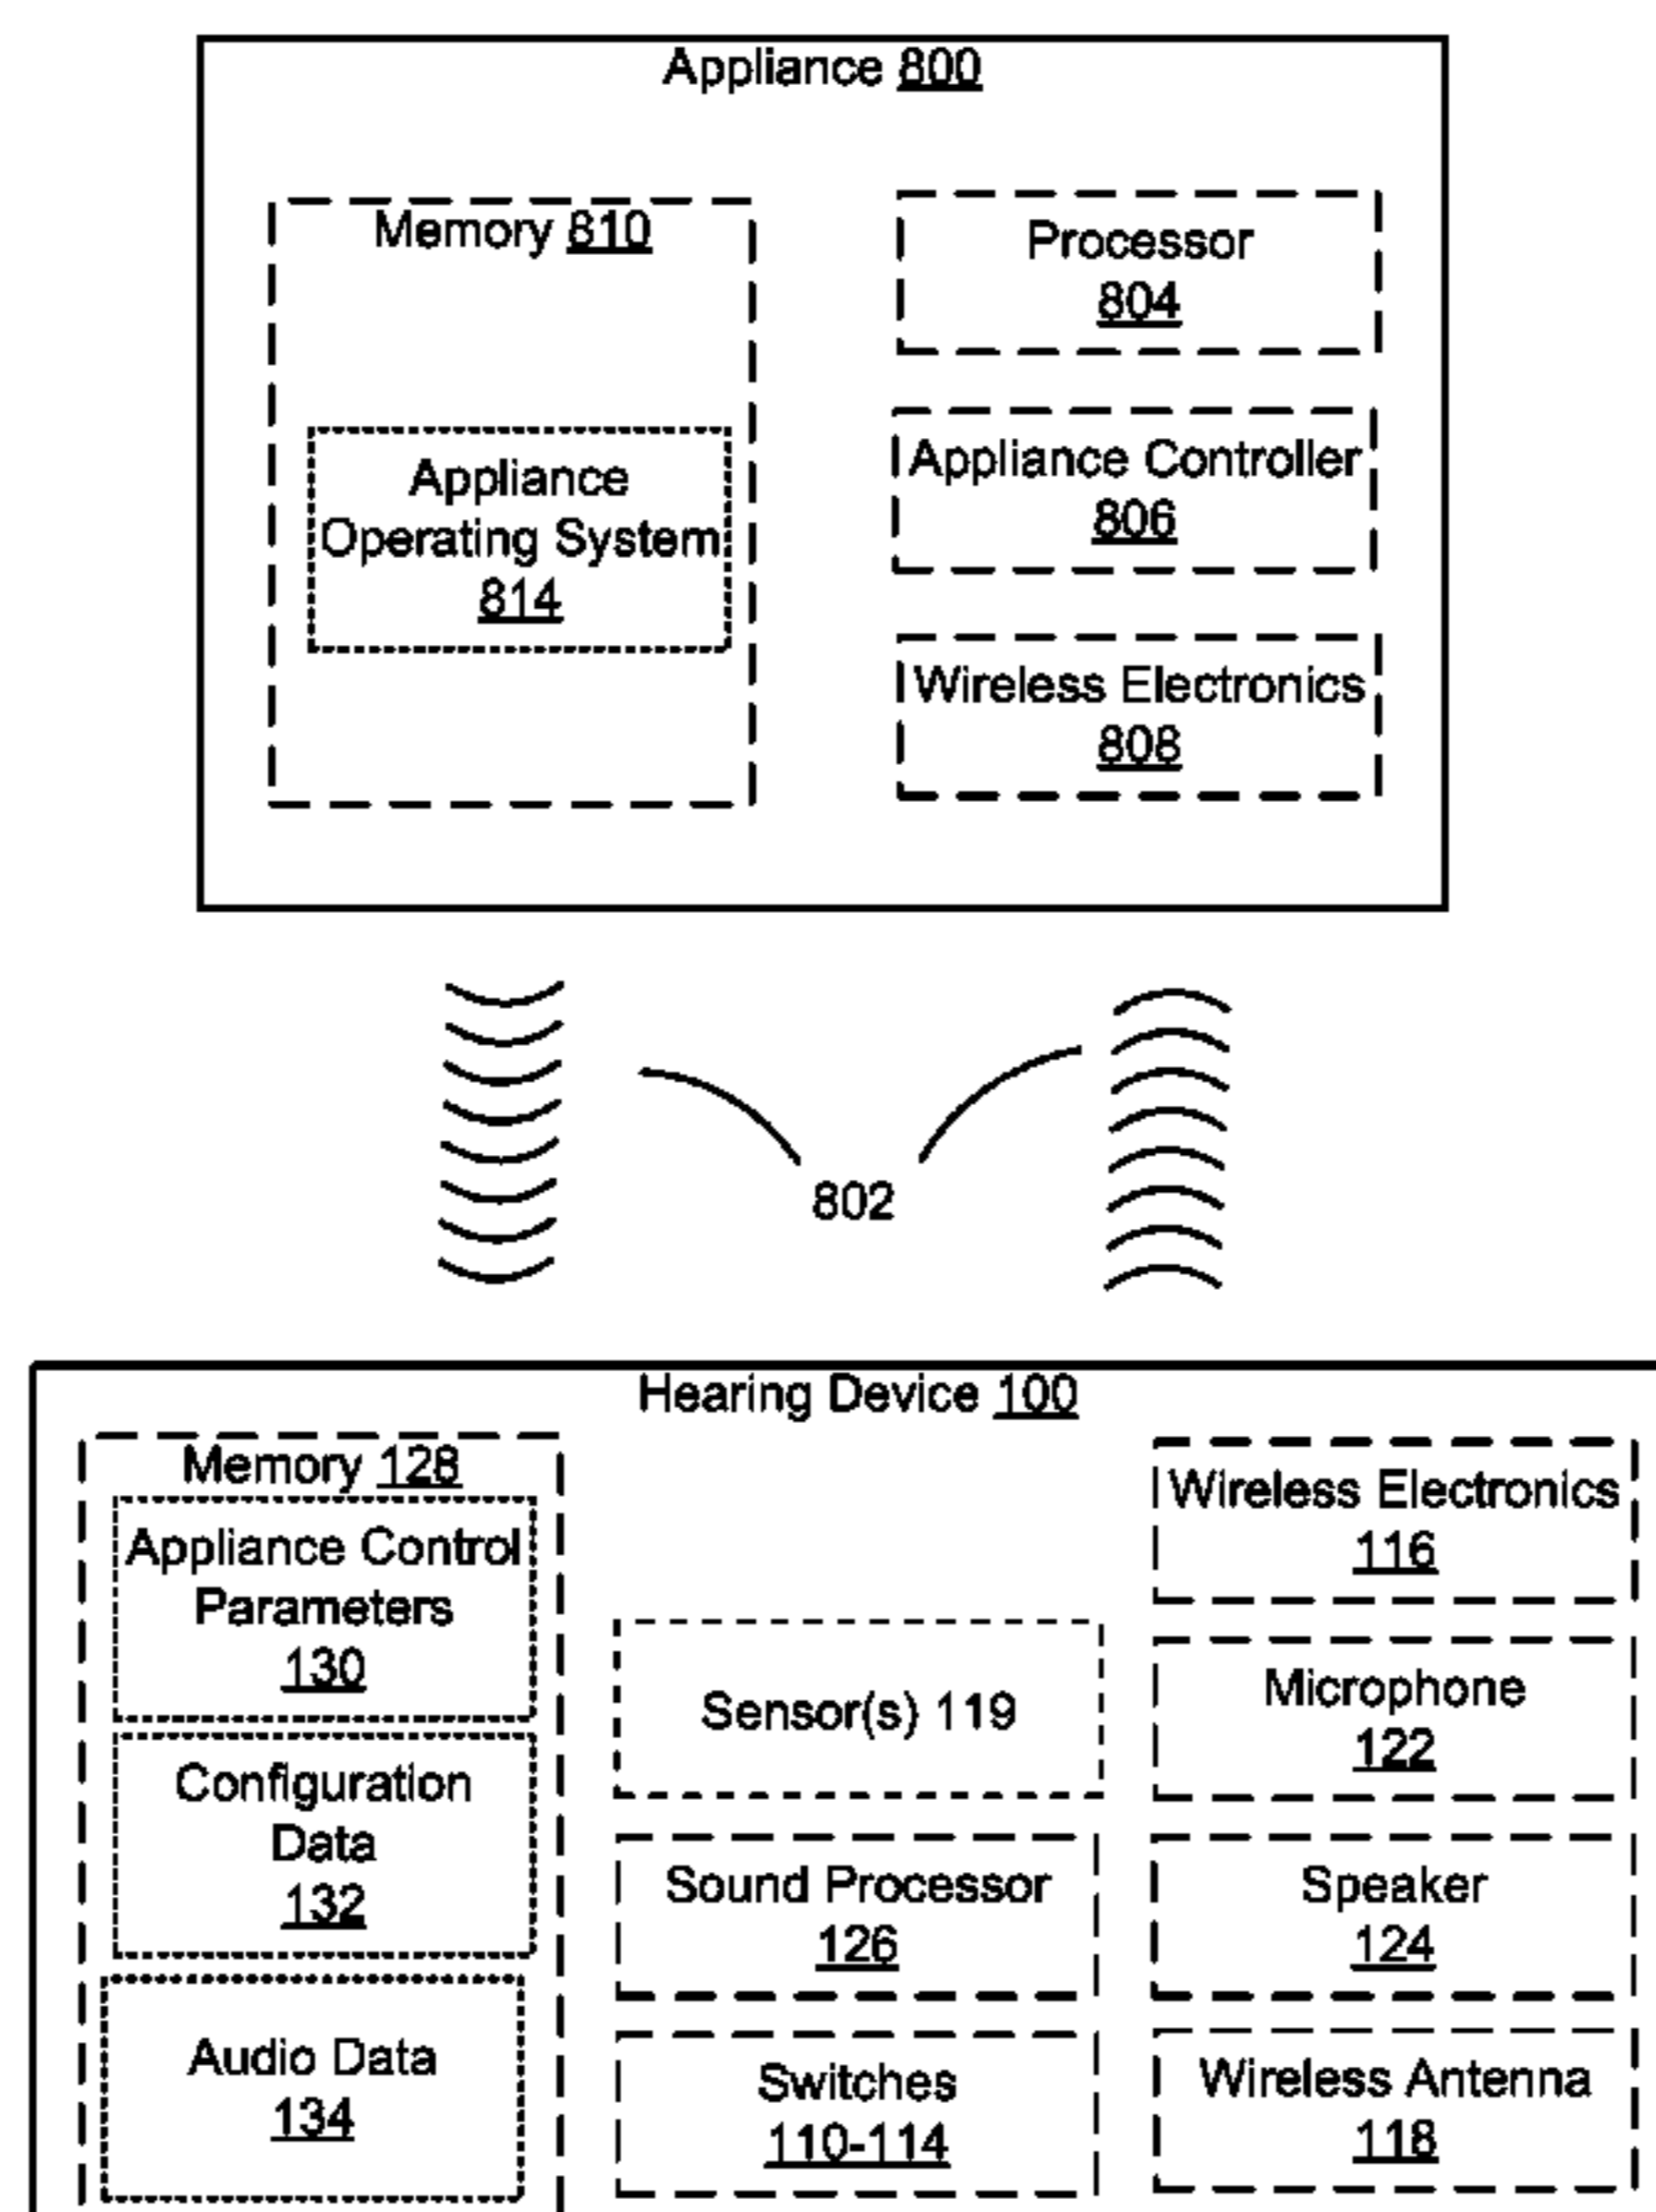 Appliance 800
Memory 810
Appliance
Operating System
814
Processor
804
Appliance Controller
806
Wireless Electronics
808
802
Hearing Device 100
Memory 128
Appliance Control
Parameters
130
Configuration
Data
132
Audio Data
134
Sensor(s) 119
Sound Processor
126
Switches
110-114
Wireless Electronics
116
Microphone
122
Speaker
124
Wireless Antenna
118